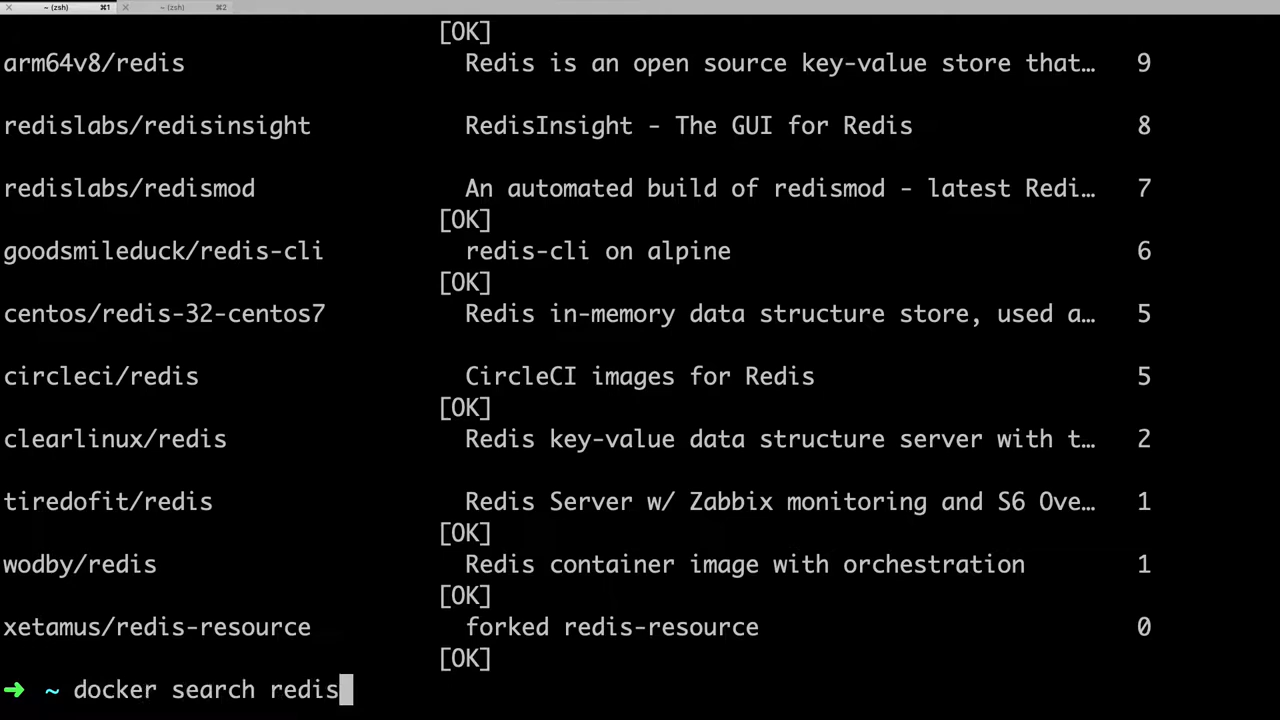 ~ (zsh) ⌘1 ~ (zsh) ⌘2
[OK]
arm64v8/redis Redis is an open source key-value store that… 9
redislabs/redisinsight RedisInsight - The GUI for Redis 8
redislabs/redismod An automated build of redismod - latest Redi… 7
[OK]
goodsmileduck/redis-cli redis-cli on alpine 6
[OK]
centos/redis-32-centos7 Redis in-memory data structure store, used a… 5
circleci/redis CircleCI images for Redis 5
[OK]
clearlinux/redis Redis key-value data structure server with t… 2
tiredofit/redis Redis Server w/ Zabbix monitoring and S6 Ove… 1
[OK]
wodby/redis Redis container image with orchestration 1
[OK]
xetamus/redis-resource forked redis-resource 0
[OK]
➜ ~ docker search redis